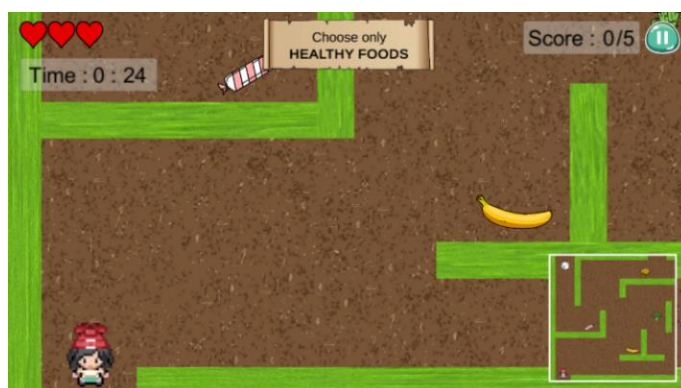 Choose only
HEALTHY FOODS
Score : 0/5
Time : 0 : 24